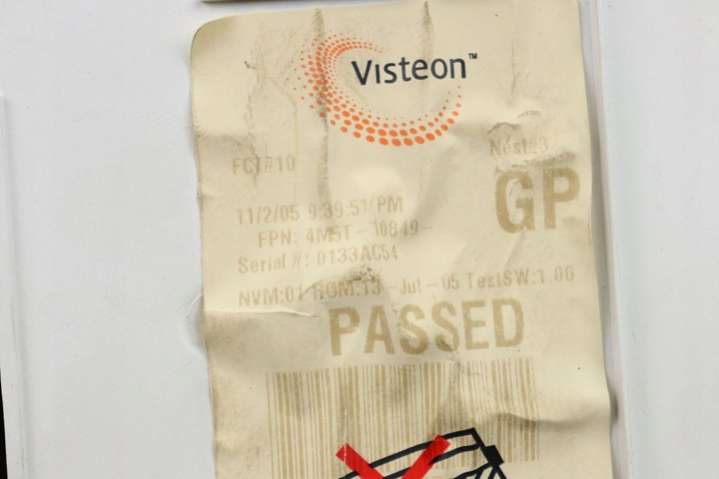 Visteon™
FCT#10 Nest#3
GP
11/2/05 9:39:51 PM
FPN: 4M5T-10849-
Serial #: 0133AC54
NVM:01 ROM:13-Jul-05 TestSW:1.00
PASSED